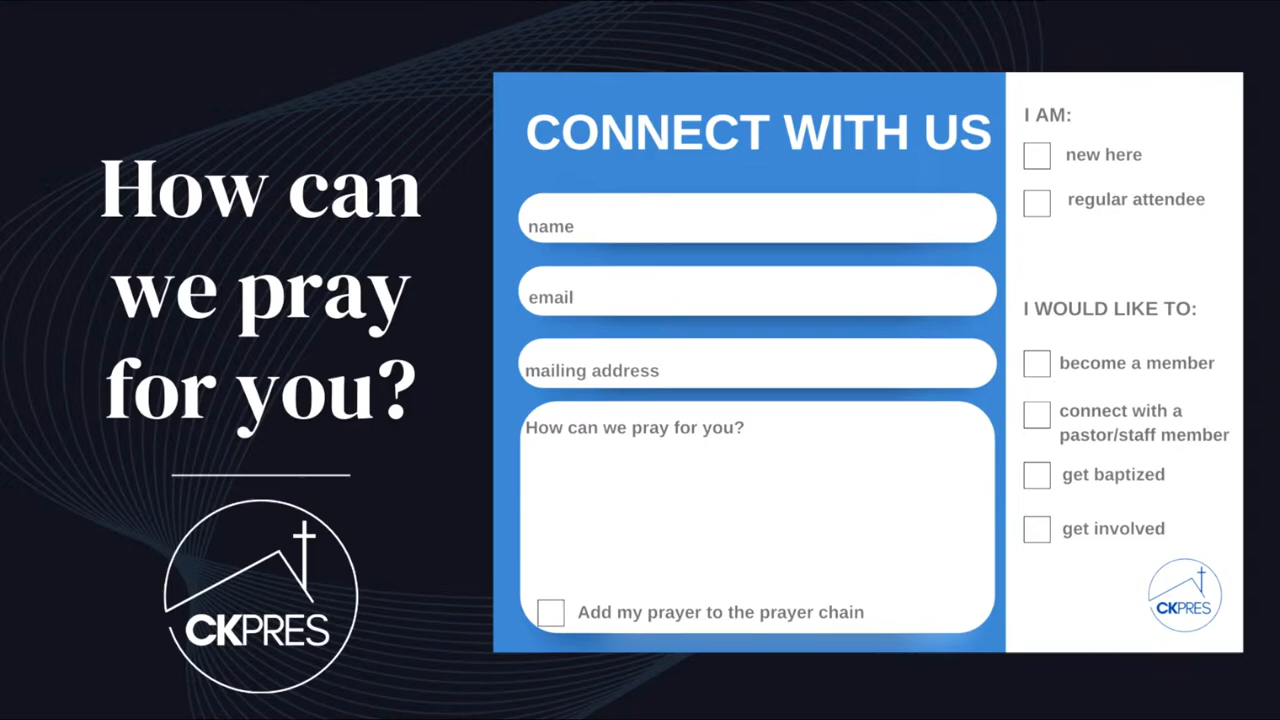 How can
we pray
for you?
CKPRES
CONNECT WITH US
name
email
mailing address
How can we pray for you?
Add my prayer to the prayer chain
I AM:
new here
regular attendee
I WOULD LIKE TO:
become a member
connect with a
pastor/staff member
get baptized
get involved
CKPRES